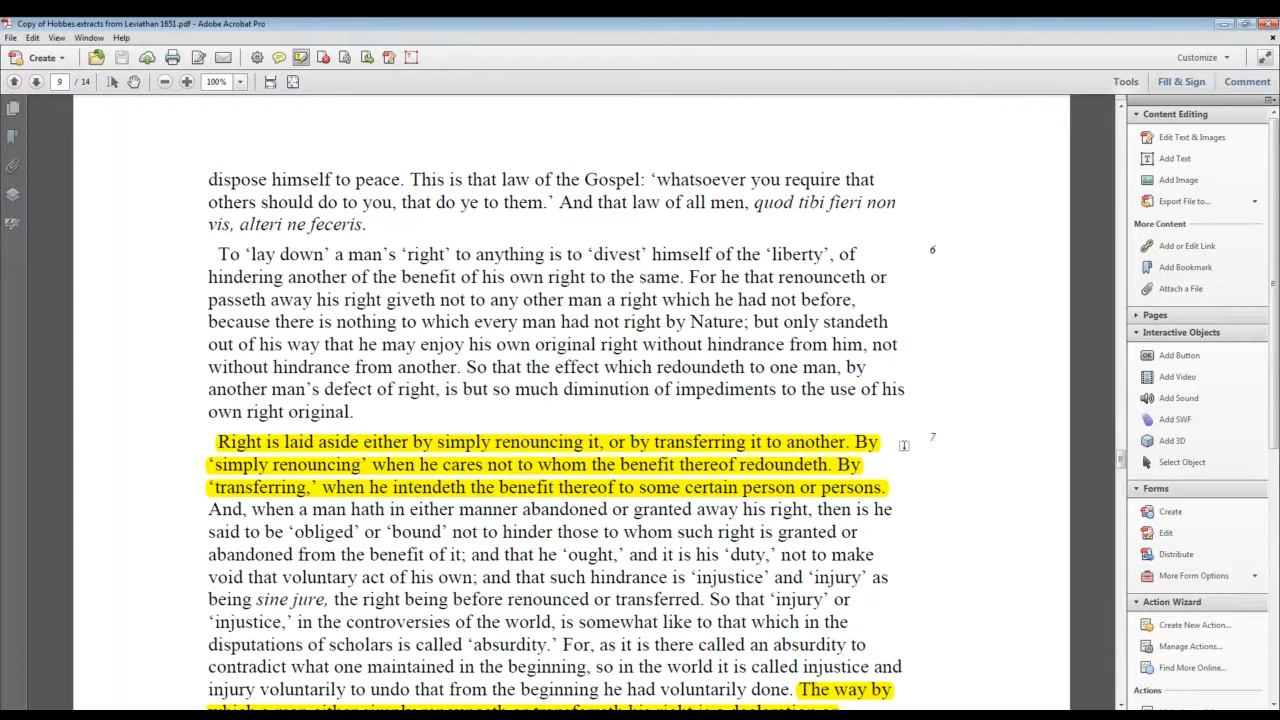 Copy of Hobbes.extracts from Leviathan 1651.pdf - Adobe Acrobat Pro
File Edit View Window Help
Create Customize
9 / 14 100% Tools Fill & Sign Comment
dispose himself to peace. This is that law of the Gospel: ‘whatsoever you require that
others should do to you, that do ye to them.’ And that law of all men, quod tibi fieri non
vis, alteri ne feceris.
To ‘lay down’ a man’s ‘right’ to anything is to ‘divest’ himself of the ‘liberty’, of 6
hindering another of the benefit of his own right to the same. For he that renounceth or
passeth away his right giveth not to any other man a right which he had not before,
because there is nothing to which every man had not right by Nature; but only standeth
out of his way that he may enjoy his own original right without hindrance from him, not
without hindrance from another. So that the effect which redoundeth to one man, by
another man’s defect of right, is but so much diminution of impediments to the use of his
own right original.
Right is laid aside either by simply renouncing it, or by transferring it to another. By 7
‘simply renouncing’ when he cares not to whom the benefit thereof redoundeth. By
‘transferring,’ when he intendeth the benefit thereof to some certain person or persons.
And, when a man hath in either manner abandoned or granted away his right, then is he
said to be ‘obliged’ or ‘bound’ not to hinder those to whom such right is granted or
abandoned from the benefit of it; and that he ‘ought,’ and it is his ‘duty,’ not to make
void that voluntary act of his own; and that such hindrance is ‘injustice’ and ‘injury’ as
being sine jure, the right being before renounced or transferred. So that ‘injury’ or
‘injustice,’ in the controversies of the world, is somewhat like to that which in the
disputations of scholars is called ‘absurdity.’ For, as it is there called an absurdity to
contradict what one maintained in the beginning, so in the world it is called injustice and
injury voluntarily to undo that from the beginning he had voluntarily done. The way by
which a man either simply renounceth or transferreth his right is a declaration or
Content Editing
Edit Text & Images
Add Text
Add Image
Export File to...
More Content
Add or Edit Link
Add Bookmark
Attach a File
Pages
Interactive Objects
OK Add Button
Add Video
Add Sound
Add SWF
Add 3D
Select Object
Forms
Create
Edit
Distribute
More Form Options
Action Wizard
Create New Action...
Manage Actions...
Find More Online...
Actions